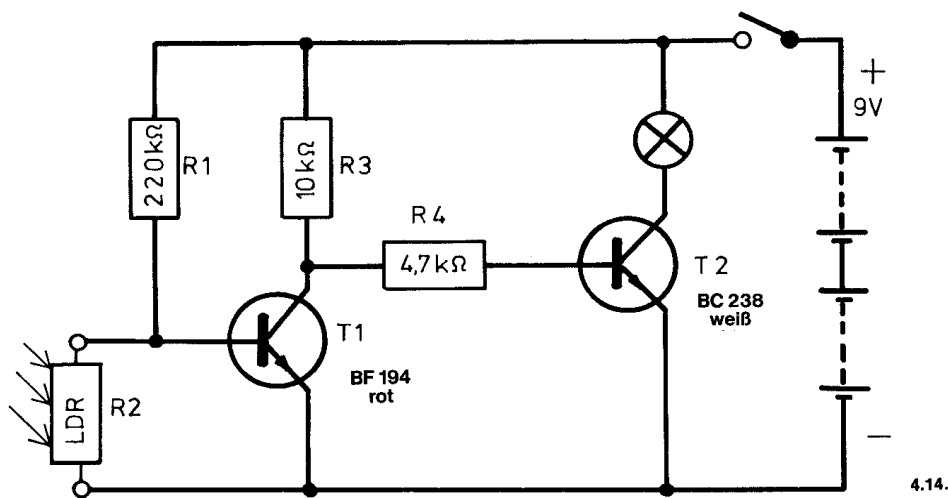 +
9V
220kΩ
R1
10kΩ
R3
R4
4,7kΩ
T2
BC 238
weiß
T1
BF 194
rot
LDR
R2
−
4.14.